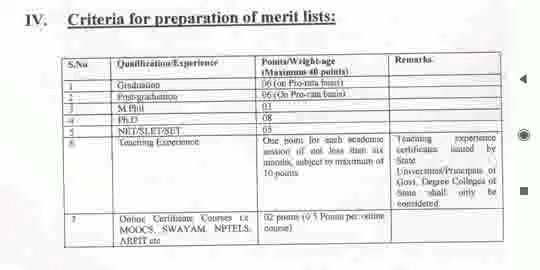 IV. Criteria for preparation of merit lists:
S.No Qualification/Experience Points/Weight-age Remarks.
(Maximum 40 points)
1 Graduation 06 (on Pro-rata basis)
2 Post-graduation 06 (On Pro-rata basis)
3 M.Phil 03
4 Ph.D 08
5 NET/SLET/SET 05
6 Teaching Experience One point for each academic Teaching experience
session of not less than six certificates issued by
months, subject to maximum of State
10 points Universities/Principals of
Govt. Degree Colleges of
State shall only be
considered.
7 Online Certificate Courses i.e 02 points (0.5 Points per online
MOOCS, SWAYAM, NPTELS, course)
ARPIT etc